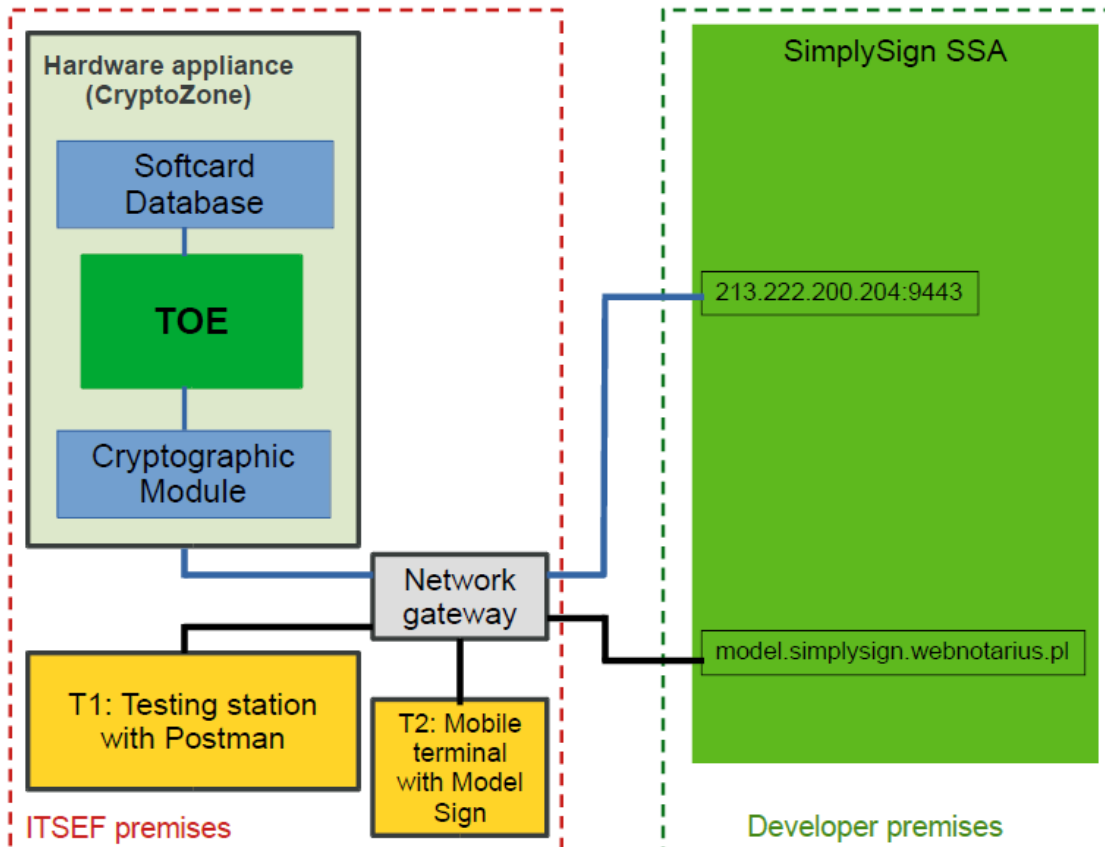 Hardware appliance
(CryptoZone)
Softcard
Database
TOE
Cryptographic
Module
Network
gateway
T1: Testing station
with Postman
T2: Mobile
terminal
with Model
Sign
ITSEF premises
SimplySign SSA
213.222.200.204:9443
model.simplysign.webnotarius.pl
Developer premises